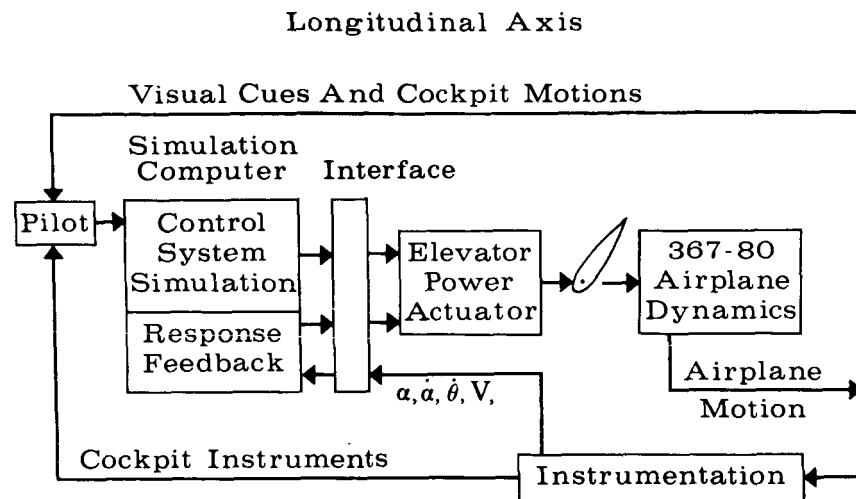 Longitudinal Axis
Visual Cues And Cockpit Motions
Simulation
Computer
Interface
Pilot
Control
System
Simulation
Response
Feedback
Elevator
Power
Actuator
367-80
Airplane
Dynamics
Airplane
Motion
α, α̇, θ̇, V,
Cockpit Instruments
Instrumentation